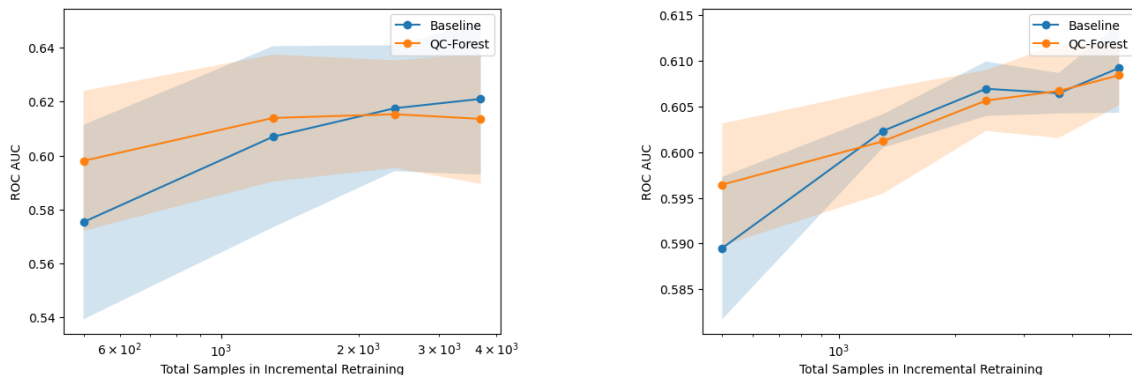 0.64
0.62
0.60
0.58
0.56
0.54
ROC AUC
Baseline
QC-Forest
6 × 10²
10³
2 × 10³
3 × 10³
4 × 10³
Total Samples in Incremental Retraining
0.615
0.610
0.605
0.600
0.595
0.590
0.585
ROC AUC
Baseline
QC-Forest
10³
Total Samples in Incremental Retraining